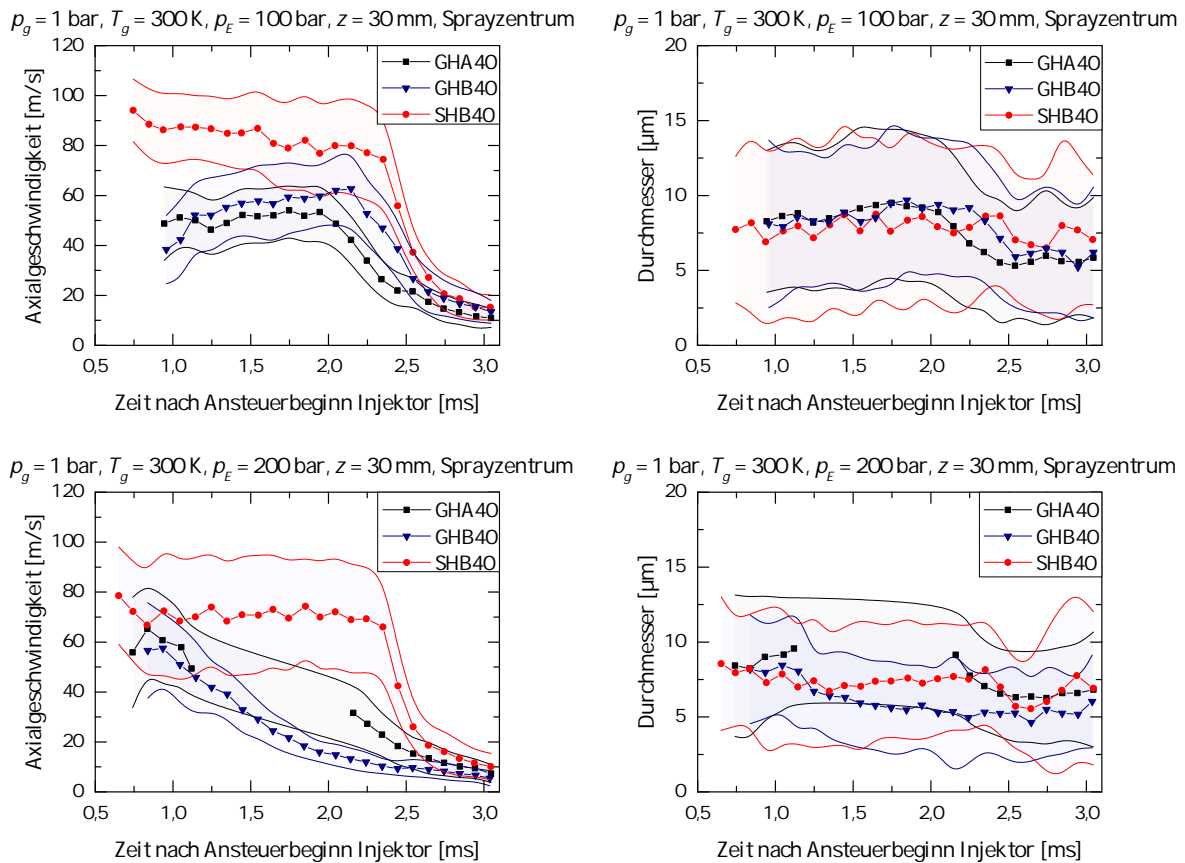 p_g = 1 bar, T_g = 300 K, p_E = 100 bar, z = 30 mm, Sprayzentrum
120
100
80
60
40
20
0
Axialgeschwindigkeit [m/s]
GHA40
GHB40
SHB40
0,5 1,0 1,5 2,0 2,5 3,0
Zeit nach Ansteuerbeginn Injektor [ms]
p_g = 1 bar, T_g = 300 K, p_E = 100 bar, z = 30 mm, Sprayzentrum
20
15
10
5
0
Durchmesser [µm]
GHA40
GHB40
SHB40
0,5 1,0 1,5 2,0 2,5 3,0
Zeit nach Ansteuerbeginn Injektor [ms]
p_g = 1 bar, T_g = 300 K, p_E = 200 bar, z = 30 mm, Sprayzentrum
120
100
80
60
40
20
0
Axialgeschwindigkeit [m/s]
GHA40
GHB40
SHB40
0,5 1,0 1,5 2,0 2,5 3,0
Zeit nach Ansteuerbeginn Injektor [ms]
p_g = 1 bar, T_g = 300 K, p_E = 200 bar, z = 30 mm, Sprayzentrum
20
15
10
5
0
Durchmesser [µm]
GHA40
GHB40
SHB40
0,5 1,0 1,5 2,0 2,5 3,0
Zeit nach Ansteuerbeginn Injektor [ms]